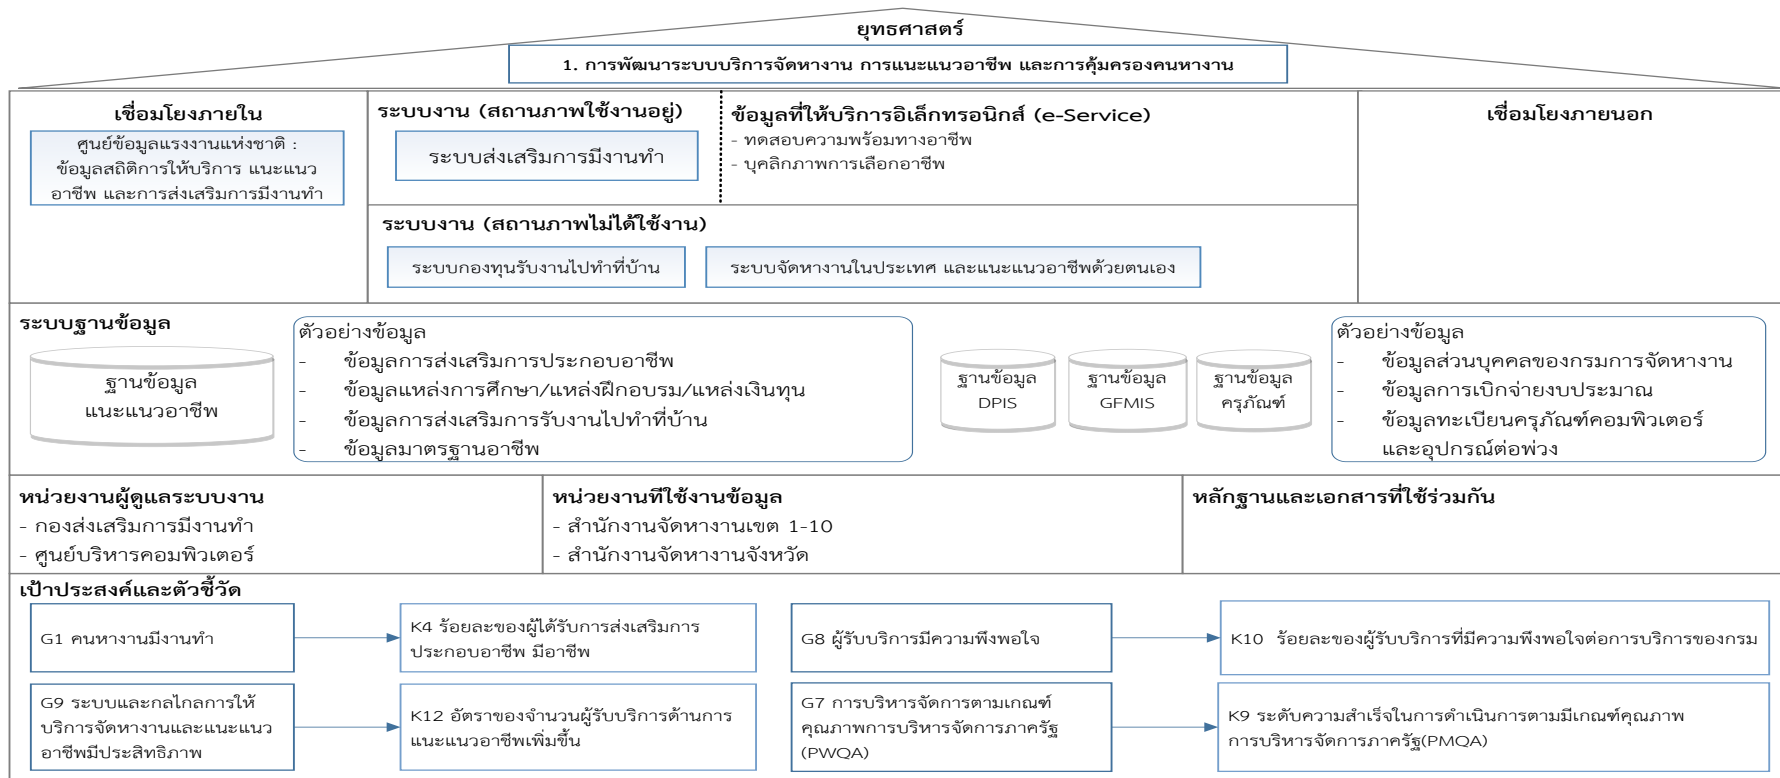 ยุทธศาสตร์
1. การพัฒนาระบบบริการจัดหางาน การแนะแนวอาชีพ และการคุ้มครองคนหางาน
เชื่อมโยงภายใน
ศูนย์ข้อมูลแรงงานแห่งชาติ :
ข้อมูลสถิติการให้บริการ แนะแนว
อาชีพ และการส่งเสริมการมีงานทำ
ระบบงาน (สถานภาพใช้งานอยู่)
ระบบส่งเสริมการมีงานทำ
ข้อมูลที่ให้บริการอิเล็กทรอนิกส์ (e-Service)
- ทดสอบความพร้อมทางอาชีพ
- บุคลิกภาพการเลือกอาชีพ
เชื่อมโยงภายนอก
ระบบงาน (สถานภาพไม่ได้ใช้งาน)
ระบบกองทุนรับงานไปทำที่บ้าน
ระบบจัดหางานในประเทศ และแนะแนวอาชีพด้วยตนเอง
ระบบฐานข้อมูล
ฐานข้อมูล
แนะแนวอาชีพ
ตัวอย่างข้อมูล
- ข้อมูลการส่งเสริมการประกอบอาชีพ
- ข้อมูลแหล่งการศึกษา/แหล่งฝึกอบรม/แหล่งเงินทุน
- ข้อมูลการส่งเสริมการรับงานไปทำที่บ้าน
- ข้อมูลมาตรฐานอาชีพ
ฐานข้อมูล
DPIS
ฐานข้อมูล
GFMIS
ฐานข้อมูล
ครุภัณฑ์
ตัวอย่างข้อมูล
- ข้อมูลส่วนบุคคลของกรมการจัดหางาน
- ข้อมูลการเบิกจ่ายงบประมาณ
- ข้อมูลทะเบียนครุภัณฑ์คอมพิวเตอร์
และอุปกรณ์ต่อพ่วง
หน่วยงานผู้ดูแลระบบงาน
- กองส่งเสริมการมีงานทำ
- ศูนย์บริหารคอมพิวเตอร์
หน่วยงานที่ใช้งานข้อมูล
- สำนักงานจัดหางานเขต 1-10
- สำนักงานจัดหางานจังหวัด
หลักฐานและเอกสารที่ใช้ร่วมกัน
เป้าประสงค์และตัวชี้วัด
G1 คนหางานมีงานทำ
K4 ร้อยละของผู้ได้รับการส่งเสริมการ
ประกอบอาชีพ มีอาชีพ
G8 ผู้รับบริการมีความพึงพอใจ
K10 ร้อยละของผู้รับบริการที่มีความพึงพอใจต่อการบริการของกรม
G9 ระบบและกลไกลการให้
บริการจัดหางานและแนะแนว
อาชีพมีประสิทธิภาพ
K12 อัตราของจำนวนผู้รับบริการด้านการ
แนะแนวอาชีพเพิ่มขึ้น
G7 การบริหารจัดการตามเกณฑ์
คุณภาพการบริหารจัดการภาครัฐ
(PWQA)
K9 ระดับความสำเร็จในการดำเนินการตามมีเกณฑ์คุณภาพ
การบริหารจัดการภาครัฐ(PMQA)